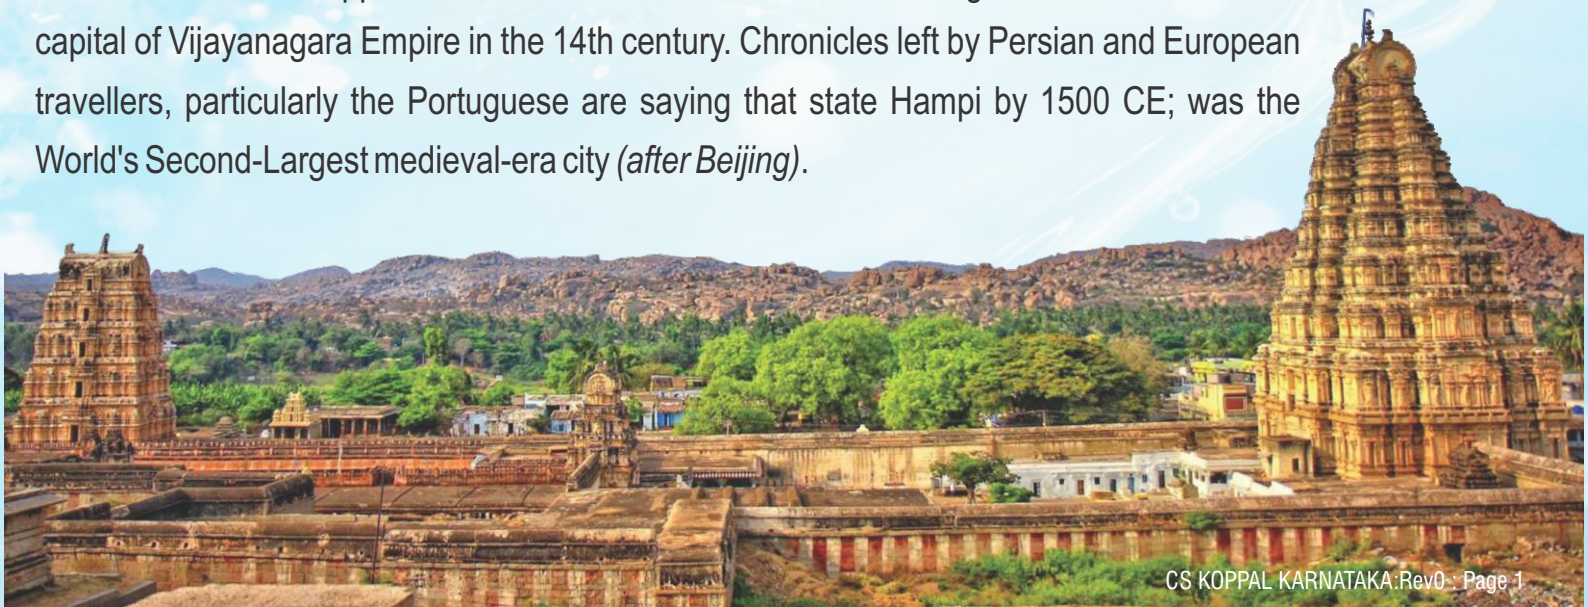 capital of Vijayanagara Empire in the 14th century. Chronicles left by Persian and European
travellers, particularly the Portuguese are saying that state Hampi by 1500 CE; was the
World's Second-Largest medieval-era city (after Beijing).
CS KOPPAL KARNATAKA:Rev0 : Page 1